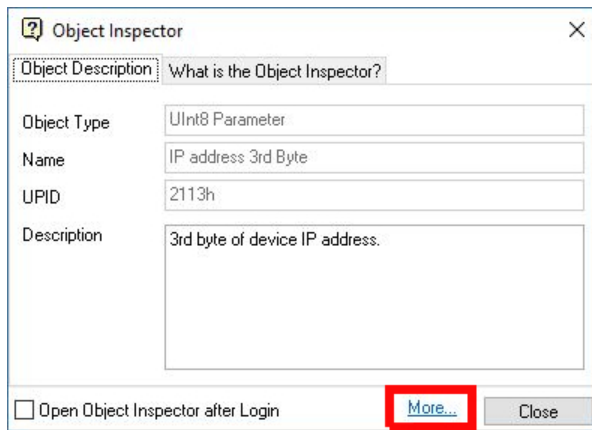 Object Inspector
Object Description What is the Object Inspector?
Object Type UInt8 Parameter
Name IP address 3rd Byte
UPID 2113h
Description 3rd byte of device IP address.
Open Object Inspector after Login More... Close